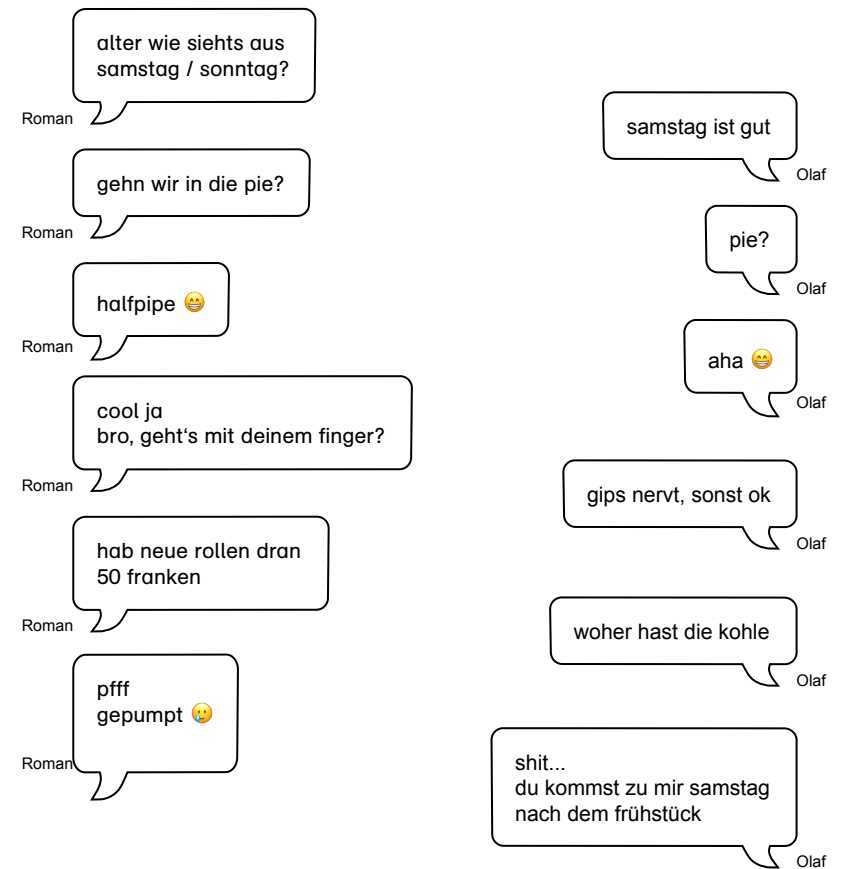 alter wie siehts aus
samstag / sonntag?
Roman
samstag ist gut
Olaf
gehn wir in die pie?
Roman
pie?
Olaf
halfpipe 😁
Roman
aha 😁
Olaf
cool ja
bro, geht‘s mit deinem finger?
Roman
gips nervt, sonst ok
Olaf
hab neue rollen dran
50 franken
Roman
woher hast die kohle
Olaf
pfff
gepumpt 🥲
Roman
shit...
du kommst zu mir samstag
nach dem frühstück
Olaf